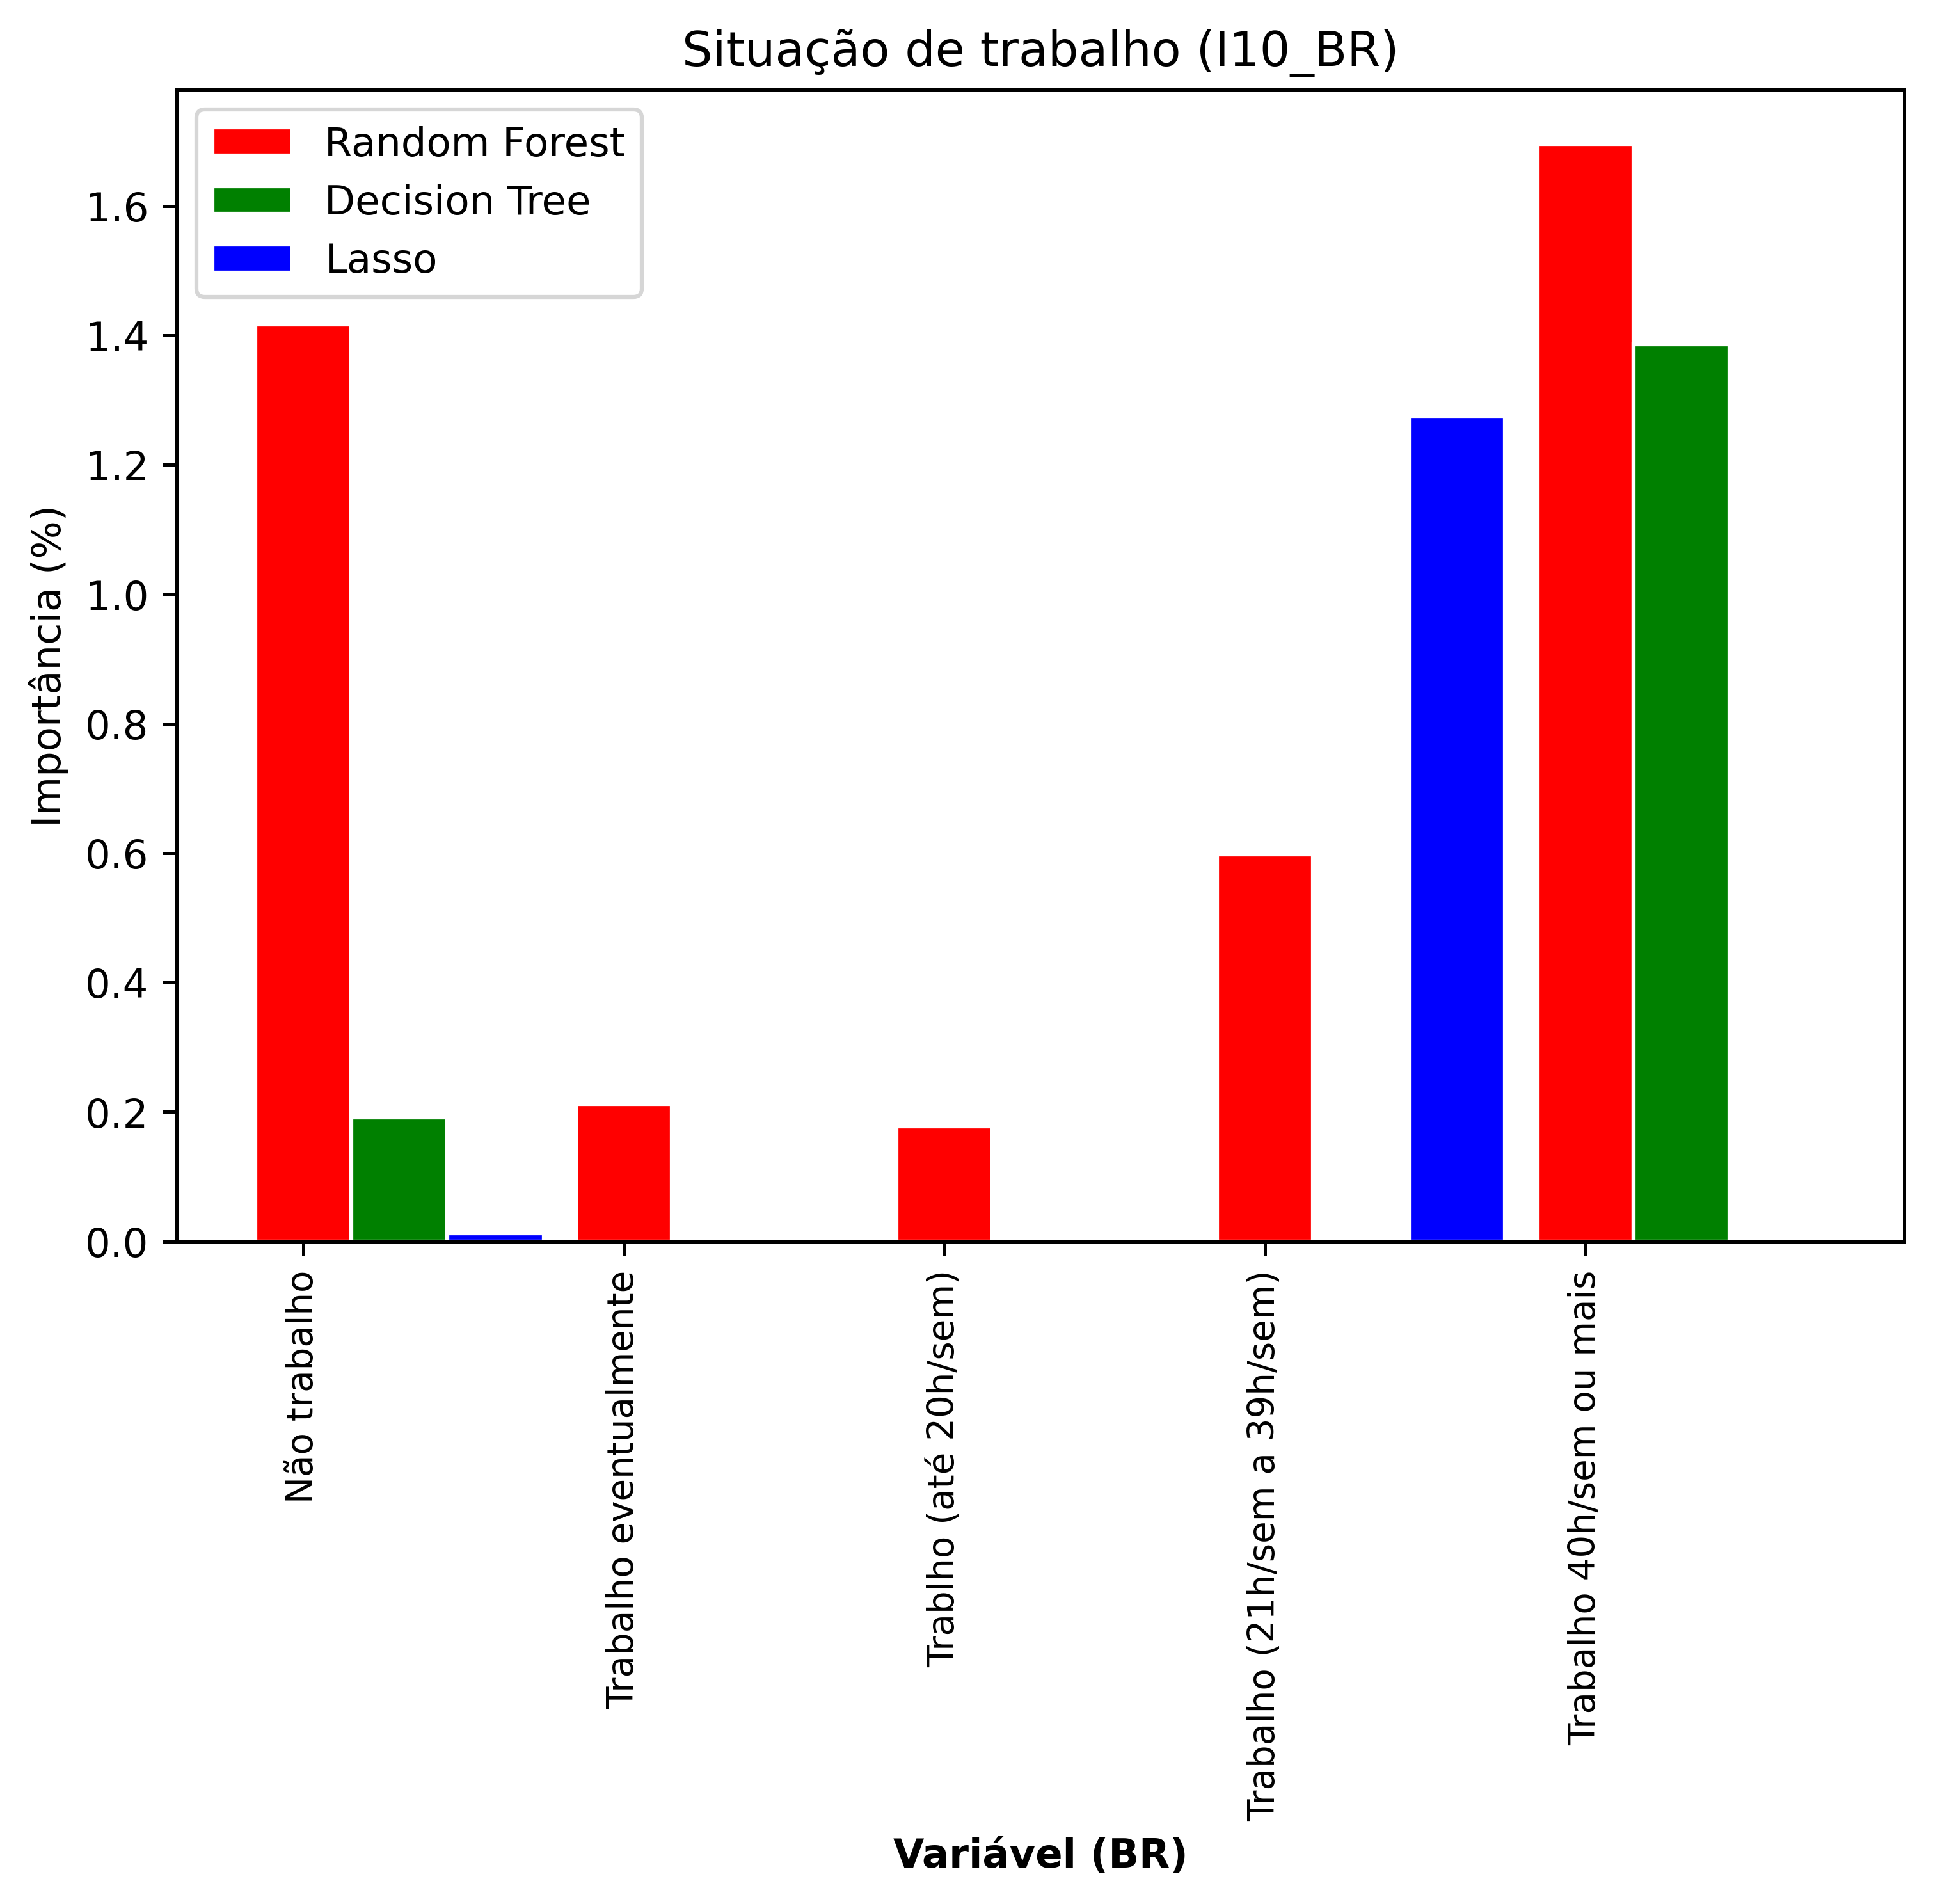 Situação de trabalho (I10_BR)
Random Forest
Decision Tree
Lasso
Importância (%)
1.6
1.4
1.2
1.0
0.8
0.6
0.4
0.2
0.0
Não trabalho
Trabalho eventualmente
Trablho (até 20h/sem)
Trabalho (21h/sem a 39h/sem)
Trabalho 40h/sem ou mais
Variável (BR)